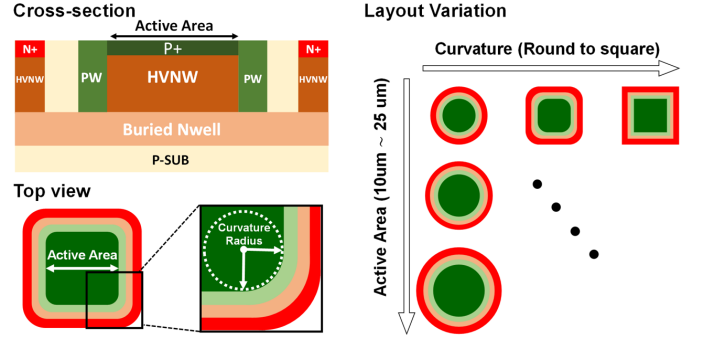 Cross-section
Active Area
N+
P+
N+
HVNW
PW
HVNW
PW
HVNW
Buried Nwell
P-SUB
Top view
Active Area
Curvature
Radius
Layout Variation
Curvature (Round to square)
Active Area (10um ~ 25 um)